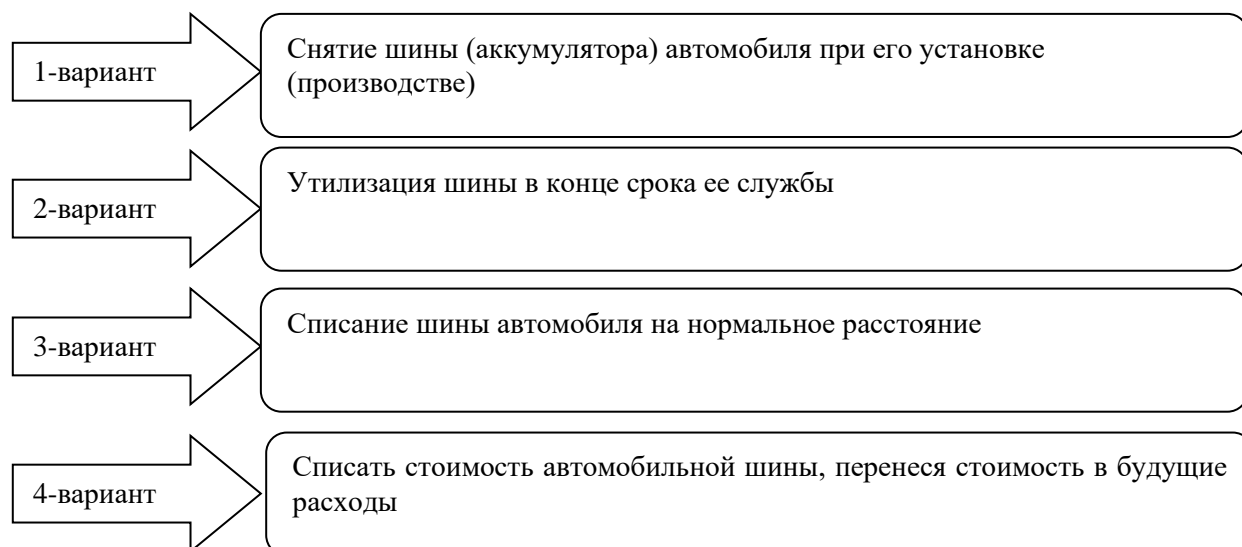 1-вариант
Снятие шины (аккумулятора) автомобиля при его установке
(производстве)
2-вариант
Утилизация шины в конце срока ее службы
3-вариант
Списание шины автомобиля на нормальное расстояние
4-вариант
Списать стоимость автомобильной шины, перенеся стоимость в будущие
расходы